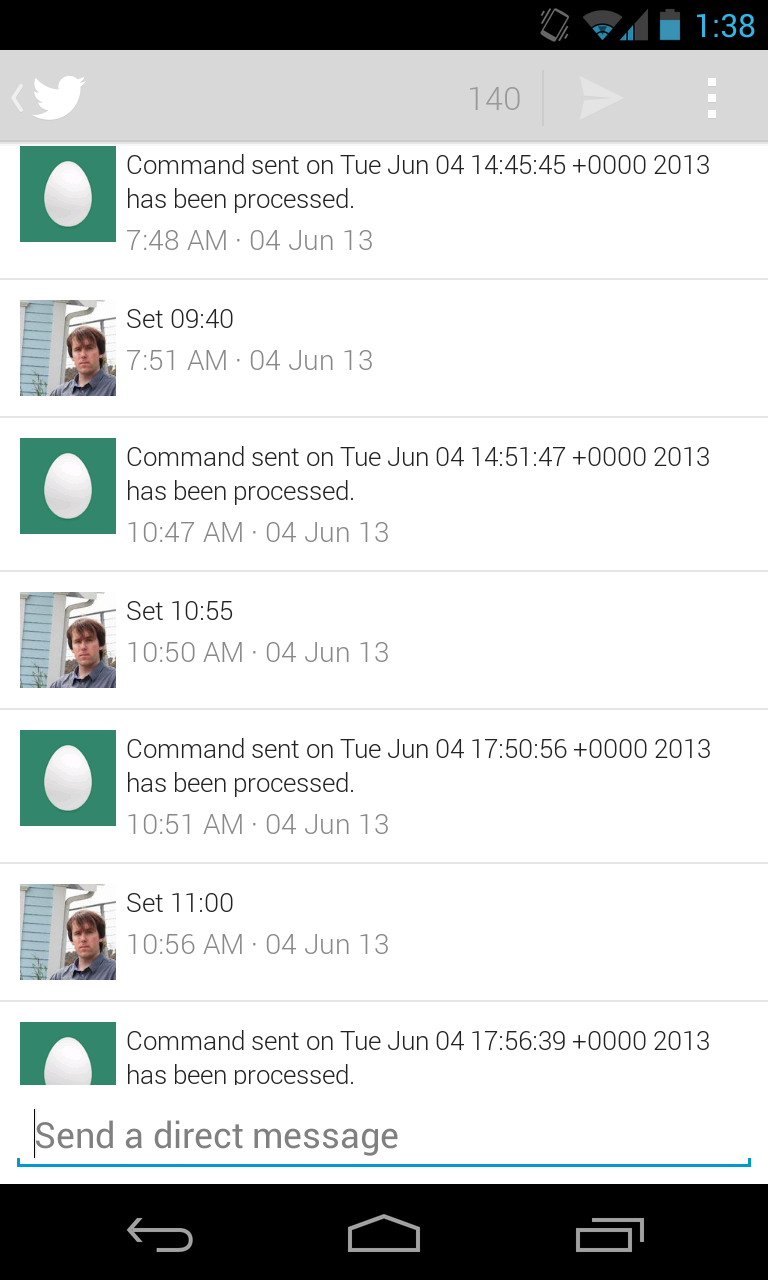 1:38
140
Command sent on Tue Jun 04 14:45:45 +0000 2013
has been processed.
7:48 AM · 04 Jun 13
Set 09:40
7:51 AM · 04 Jun 13
Command sent on Tue Jun 04 14:51:47 +0000 2013
has been processed.
10:47 AM · 04 Jun 13
Set 10:55
10:50 AM · 04 Jun 13
Command sent on Tue Jun 04 17:50:56 +0000 2013
has been processed.
10:51 AM · 04 Jun 13
Set 11:00
10:56 AM · 04 Jun 13
Command sent on Tue Jun 04 17:56:39 +0000 2013
has been processed.
Send a direct message